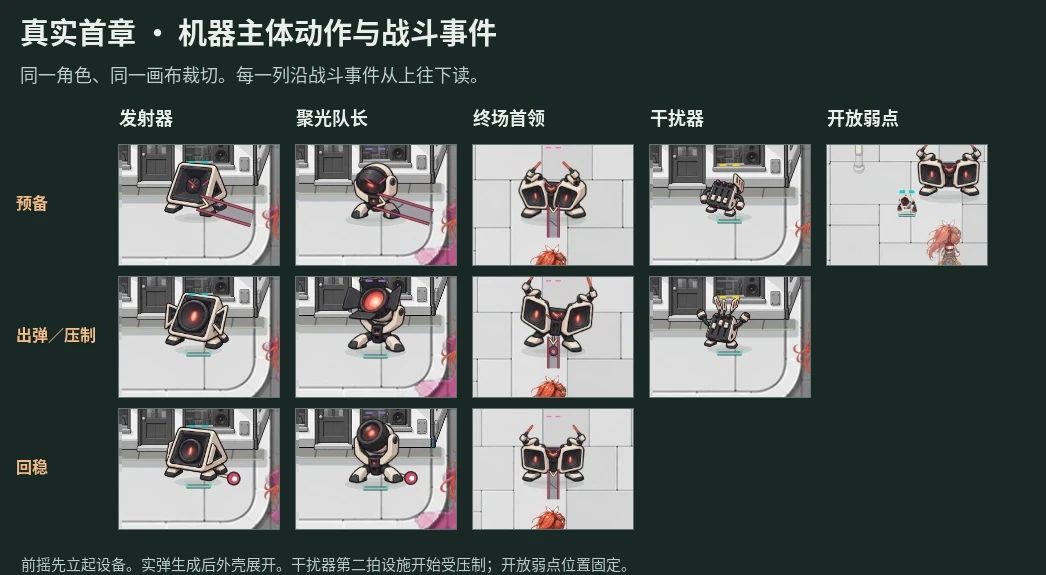 真实首章 · 机器主体动作与战斗事件
同一角色、同一画布裁切。每一列沿战斗事件从上往下读。
发射器 聚光队长 终场首领 干扰器 开放弱点
预备
出弹／压制
回稳
前摇先立起设备。实弹生成后外壳展开。干扰器第二拍设施开始受压制；开放弱点位置固定。